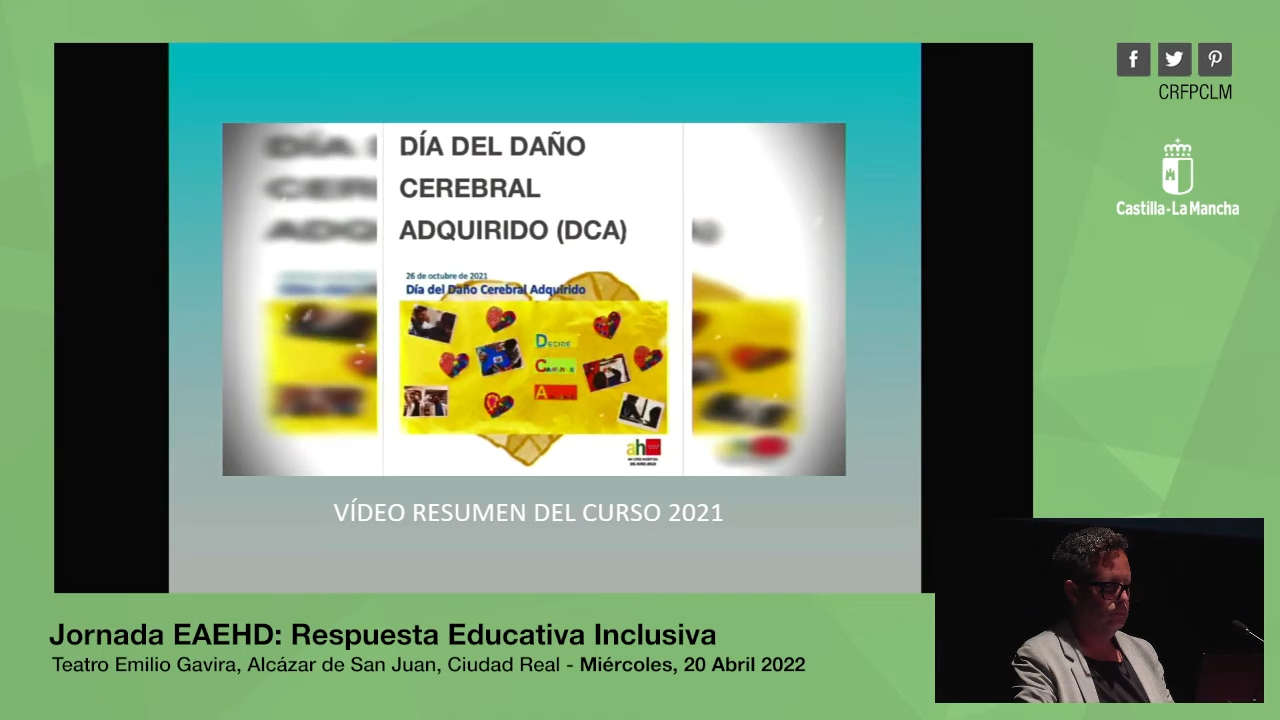 DÍA DEL DAÑO
CEREBRAL
ADQUIRIDO (DCA)
26 de octubre de 2021
Día del Daño Cerebral Adquirido
DECIDE
ah
VÍDEO RESUMEN DEL CURSO 2021
CRFPCLM
Castilla-La Mancha
Jornada EAEHD: Respuesta Educativa Inclusiva
Teatro Emilio Gavira, Alcázar de San Juan, Ciudad Real - Miércoles, 20 Abril 2022